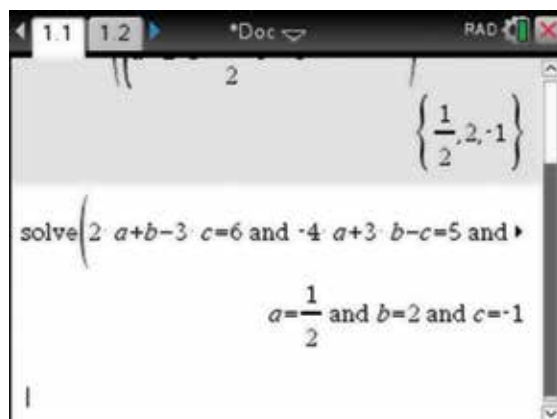 1.1 1.2 *Doc RAD
2
{1/2,2,-1}
solve(2·a+b-3·c=6 and -4·a+3·b-c=5 and
a=1/2 and b=2 and c=-1